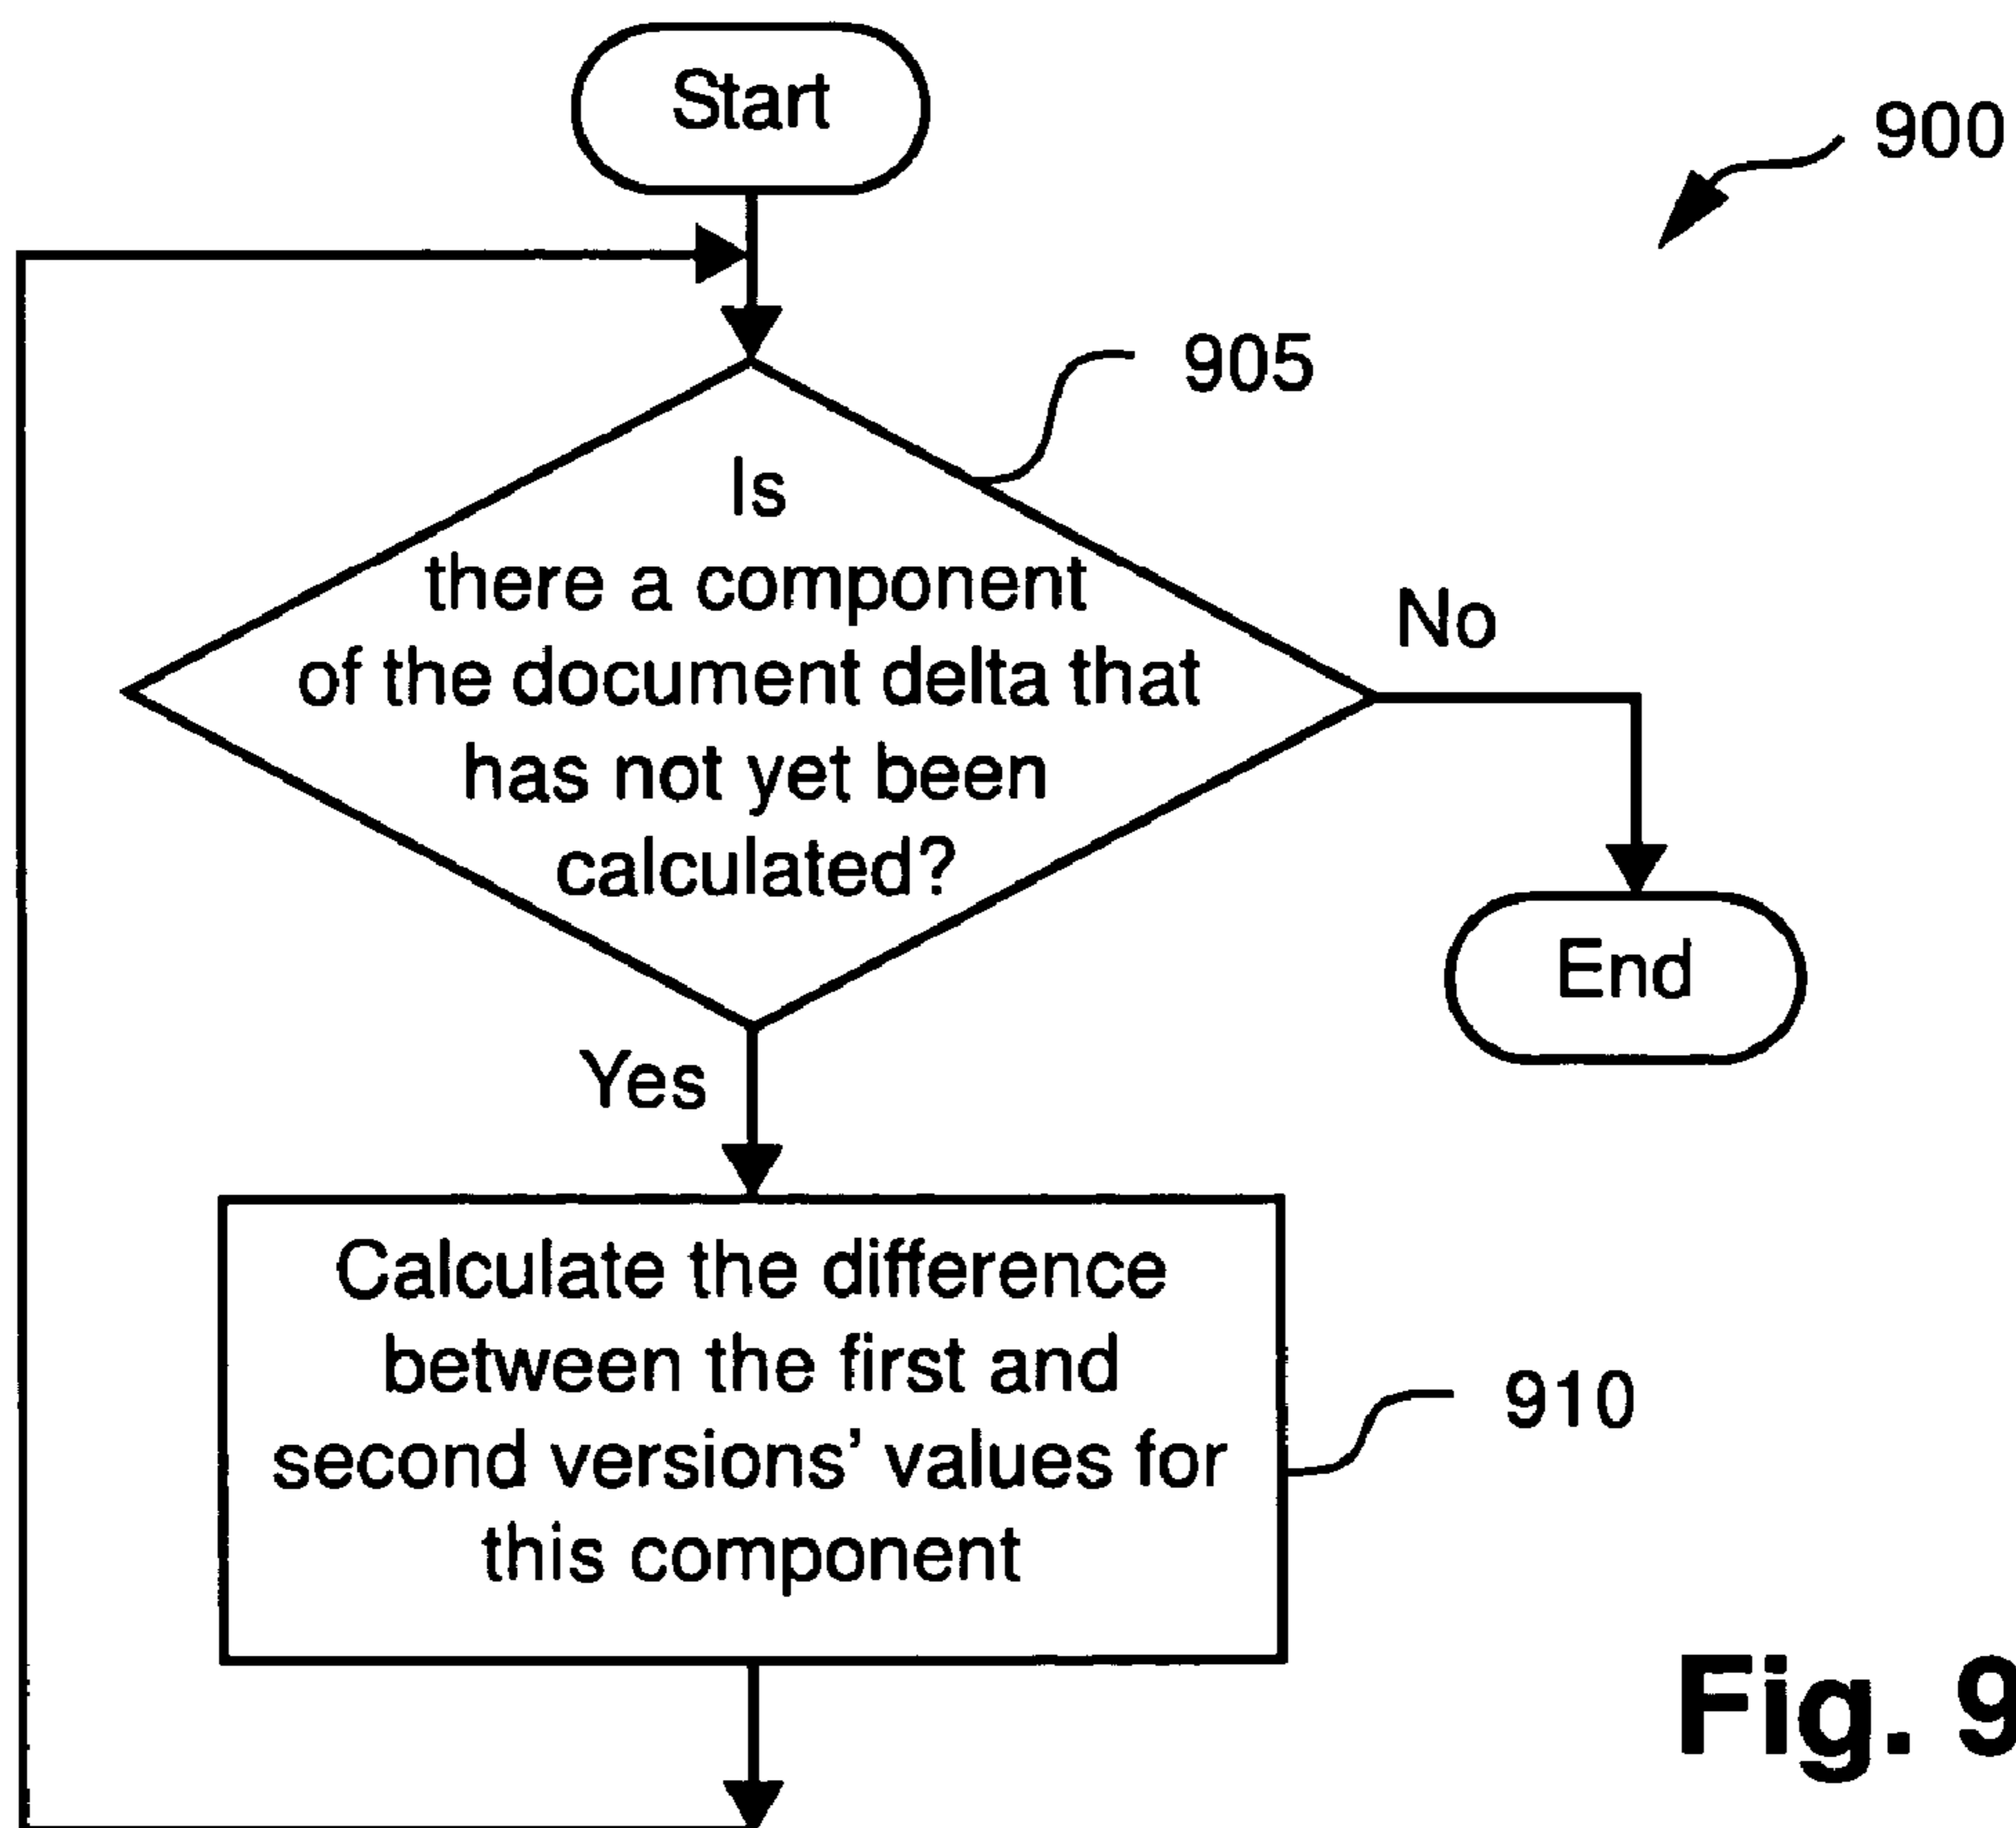 Start
900
905
Is
there a component
of the document delta that
has not yet been
calculated?
No
End
Yes
Calculate the difference
between the first and
second versions’ values for
this component
910
Fig. 9